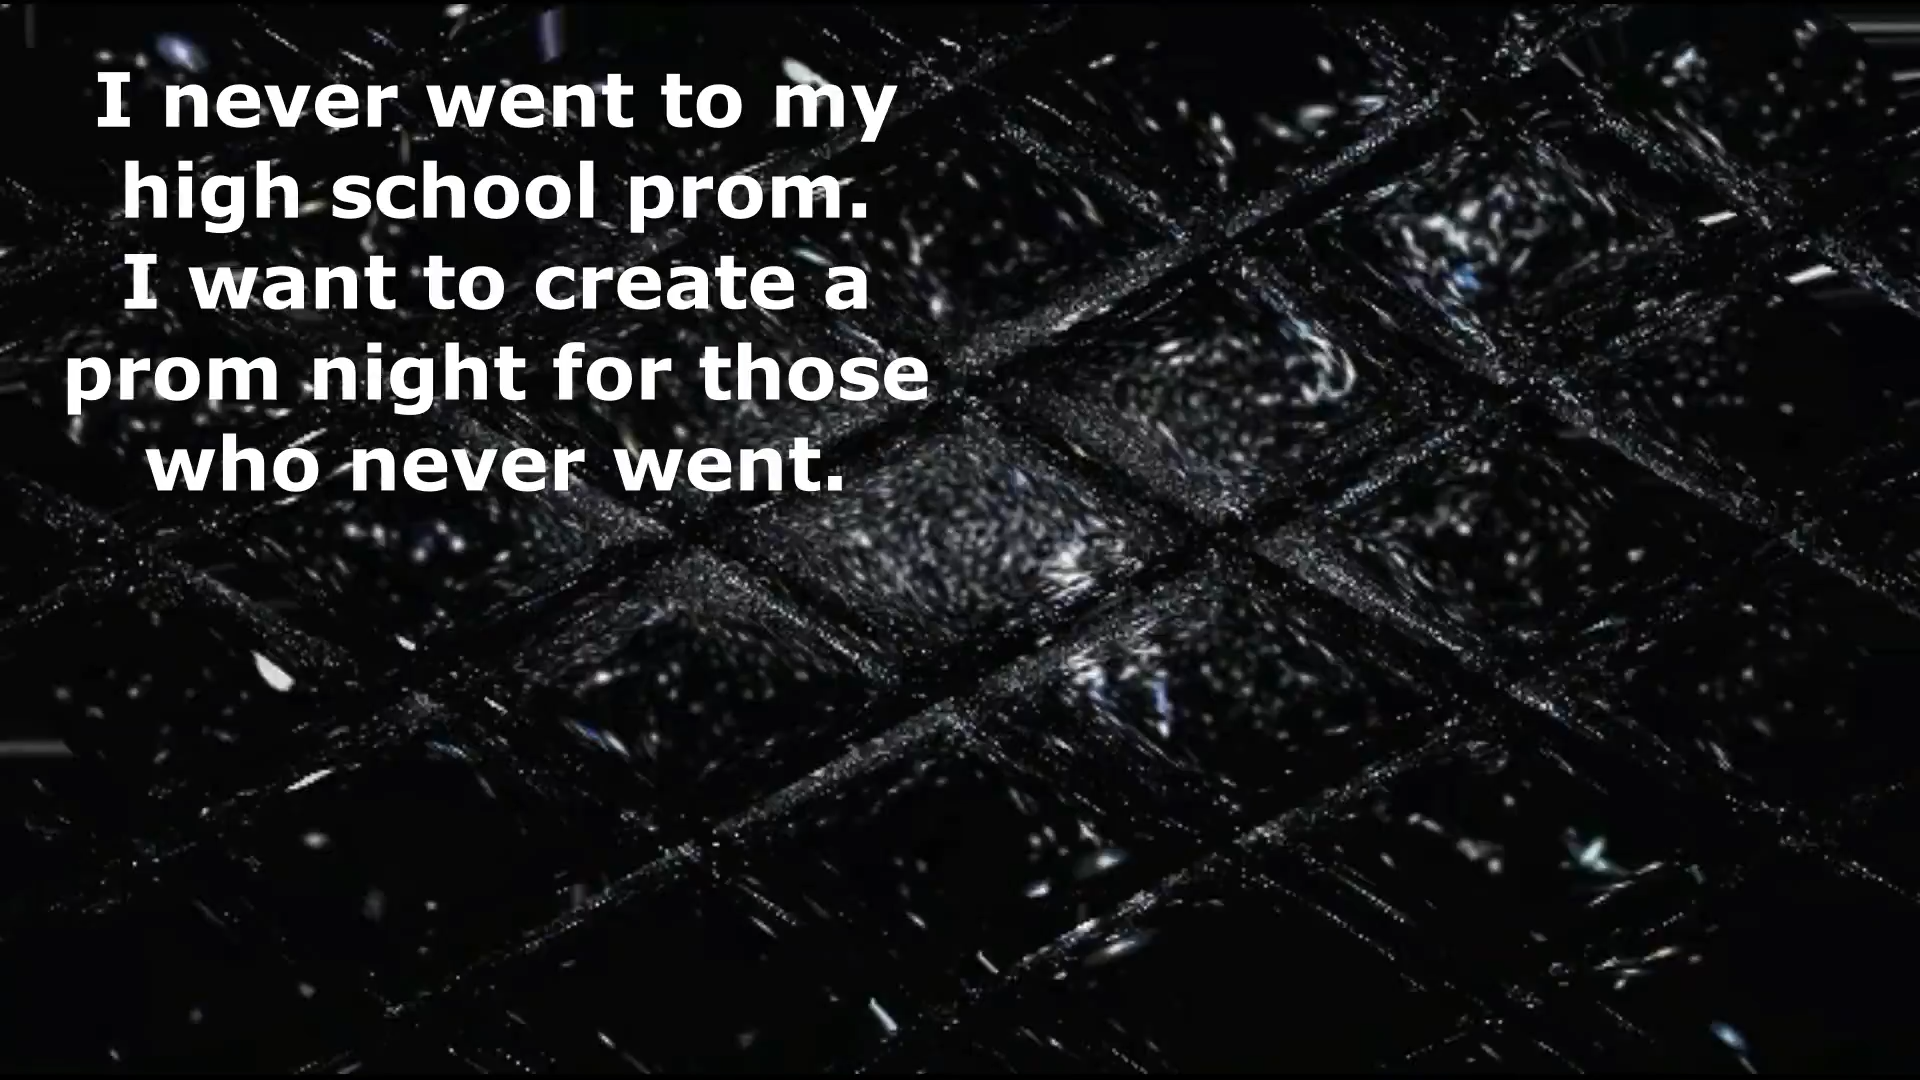 I never went to my
high school prom.
I want to create a
prom night for those
who never went.